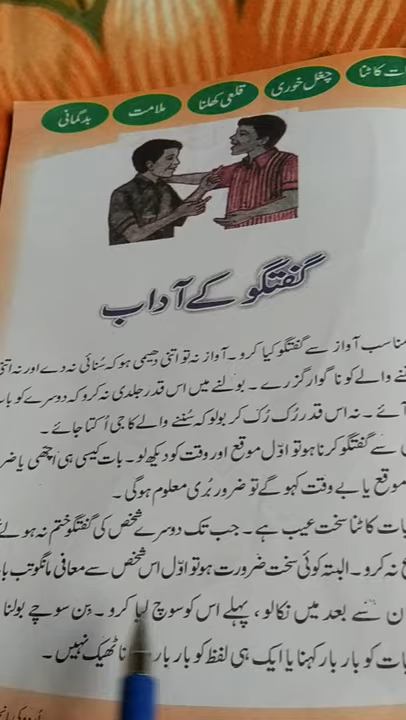 بات کاٹنا
چغل خوری
قلعی کھلنا
ملامت
بدگمانی
گفتگو کے آداب
مناسب آواز سے گفتگو کیا کرو۔ آواز نہ تو اتنی دھیمی ہو کہ سُنائی نہ دے اور نہ اتنی
والے کو ناگوار گزرے۔ بولنے میں اس قدر جلدی نہ کرو کہ دوسرے کو
آئے۔ نہ اس قدر رُک رُک کر بولو کہ سُننے والے کا جی اُکتا جائے۔
سے گفتگو کرنا ہو تو اوّل موقع اور وقت کو دیکھ لو۔ بات کیسی ہی اچھی یا
موقع یا بے وقت کہو گے تو ضرور بُری معلوم ہوگی۔
بات کاٹنا سخت عیب ہے۔ جب تک دوسرے شخص کی گفتگو ختم نہ ہو لے
نہ کرو۔ البتہ کوئی سخت ضرورت ہو تو اوّل اس شخص سے معافی مانگو تب
سے بعد میں نکالو، پہلے اس کو سوچ لیا کرو۔ بِن سوچے بولنا
بات کو بار بار کہنا یا ایک ہی لفظ کو بار بار ٹھیک نہیں۔